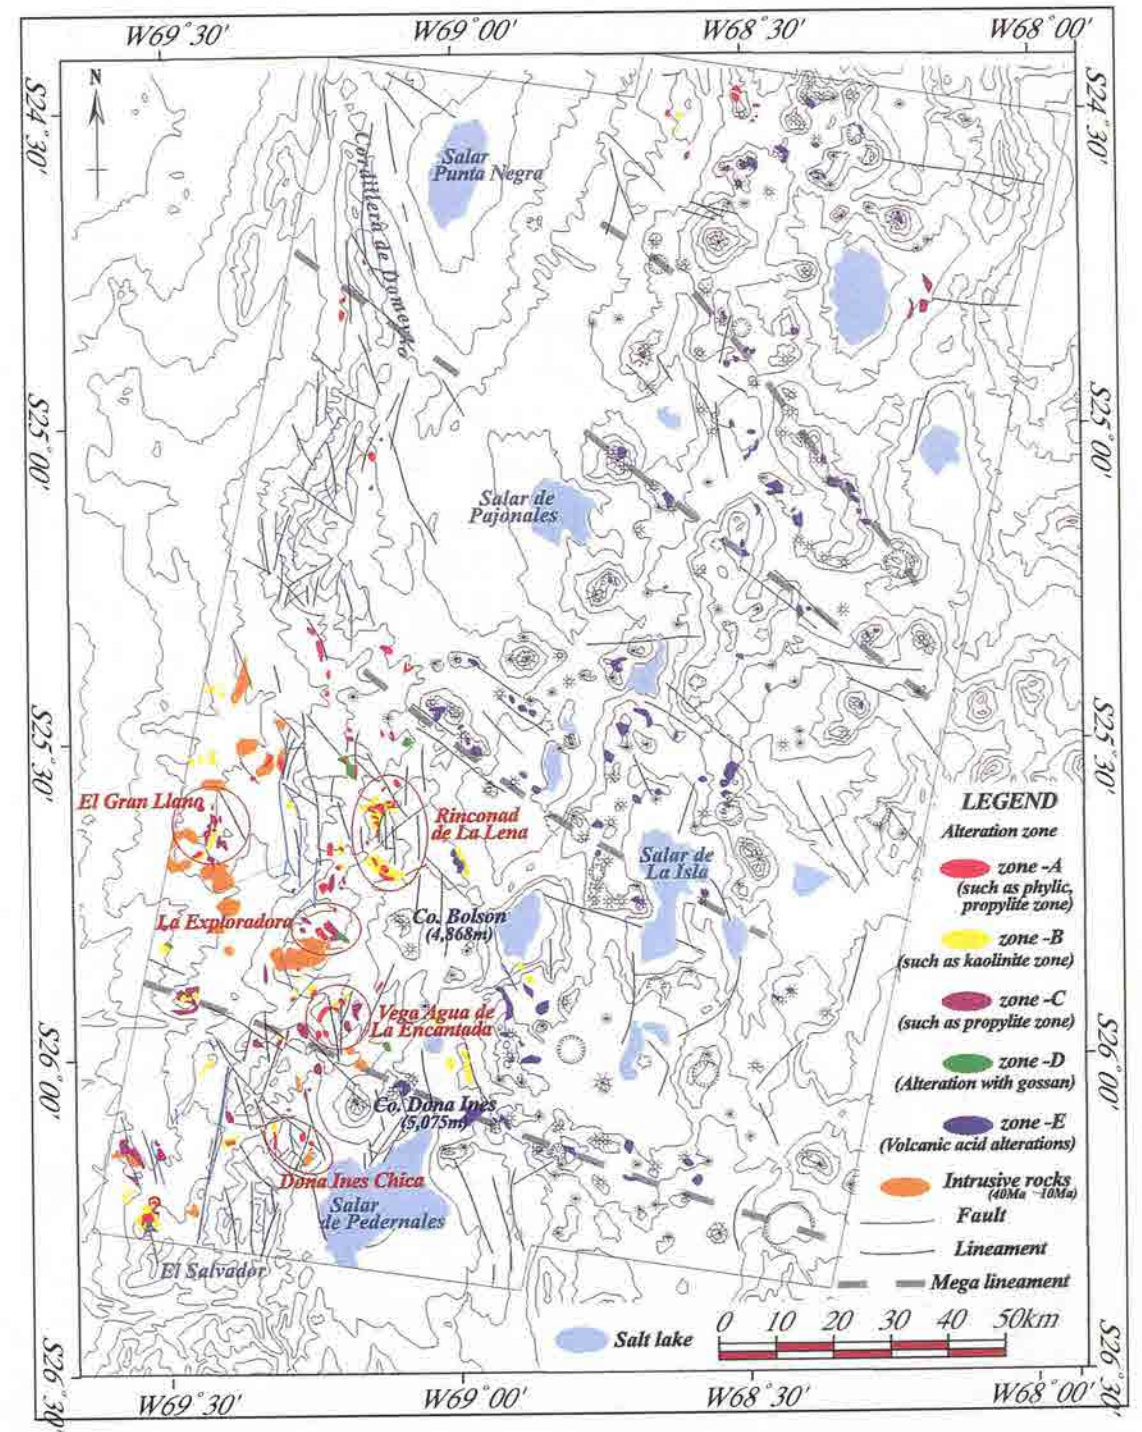 W69°30'
W69°00'
W68°30'
W68°00'
N
S24°30'
S24°30'
Salar
Punta Negra
Cordillera de Domeyko
S25°00'
S25°00'
Salar de
Pajonales
S25°30'
S25°30'
El Gran Llano
Rinconad
de La Lena
Salar de
La Isla
La Exploradora
Co. Bolson
(4,868m)
Vega Agua de
La Encantada
S26°00'
S26°00'
Co. Dona Ines
(5,075m)
Dona Ines Chica
Salar
de Pedernales
El Salvador
LEGEND
Alteration zone
zone -A
(such as phylic,
propylite zone)
zone -B
(such as kaolinite zone)
zone -C
(such as propylite zone)
zone -D
(Alteration with gossan)
zone -E
(Volcanic acid alterations)
Intrusive rocks
(40Ma ~10Ma)
Fault
Lineament
Mega lineament
Salt lake
0 10 20 30 40 50km
S26°30'
S26°30'
W69°30'
W69°00'
W68°30'
W68°00'